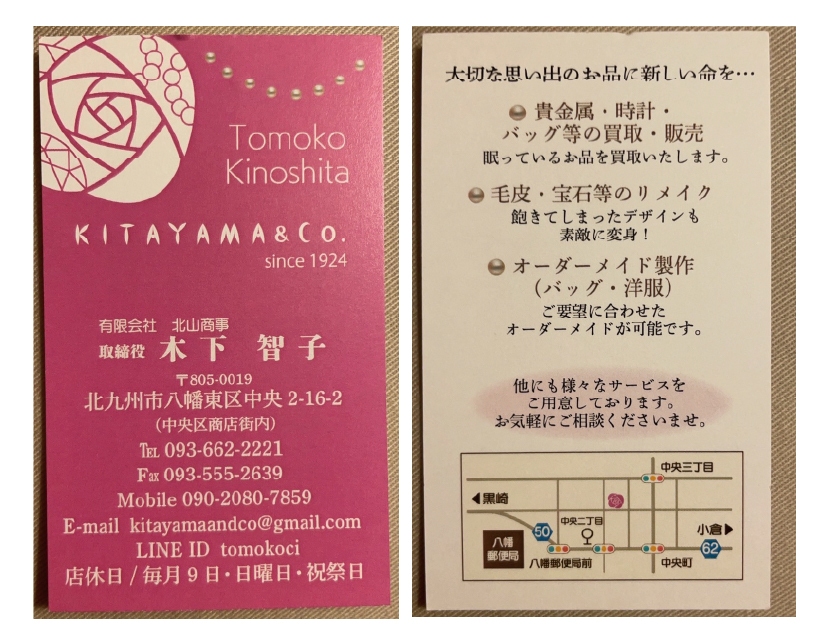 Tomoko
Kinoshita
KITAYAMA&Co.
since 1924
有限会社 北山商事
取締役 木下 智子
〒805-0019
北九州市八幡東区中央 2-16-2
(中央区商店街内)
TEL 093-662-2221
FAX 093-555-2639
Mobile 090-2080-7859
E-mail kitayamaandco@gmail.com
LINE ID tomokoci
店休日/毎月9日・日曜日・祝祭日
大切な思い出のお品に新しい命を…
貴金属・時計・
バッグ等の買取・販売
眠っているお品を買取いたします。
毛皮・宝石等のリメイク
飽きてしまったデザインも
素敵に変身!
オーダーメイド製作
(バッグ・洋服)
ご要望に合わせた
オーダーメイドが可能です。
他にも様々なサービスを
ご用意しております。
お気軽にご相談くださいませ。
中央三丁目
◀黒崎
中央二丁目
50
小倉▶
62
八幡
郵便局
八幡郵便局前
中央町